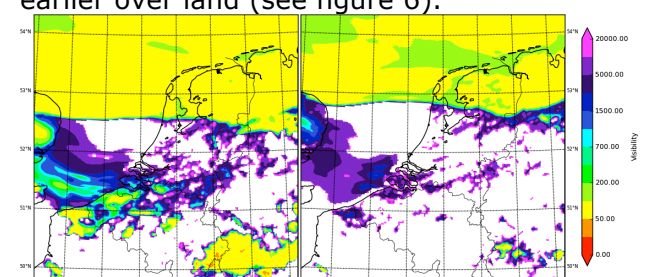 earlier over land (see figure 6).
54°N
53°N
52°N
51°N
50°N
54°N
53°N
52°N
51°N
50°N
20000.00
5000.00
1500.00
700.00
200.00
50.00
0.00
Visibility